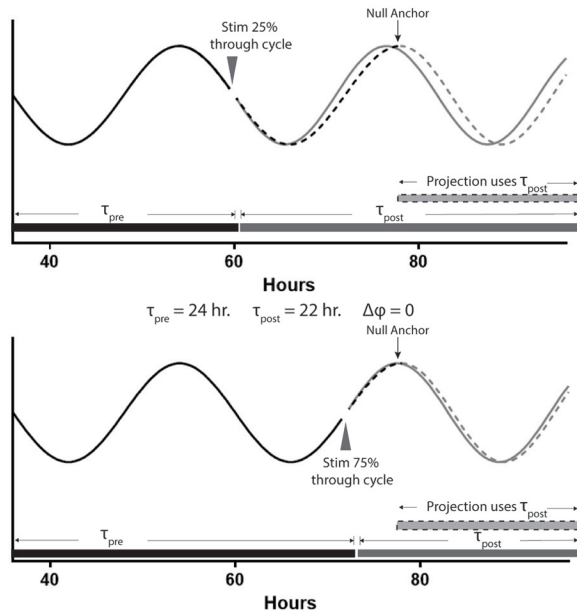 Stim 25%
through cycle
Null Anchor
Projection uses τpost
τpre
τpost
40 60 80
Hours
τpre = 24 hr. τpost = 22 hr. Δφ = 0
Null Anchor
Stim 75%
through cycle
Projection uses τpost
τpre
τpost
40 60 80
Hours